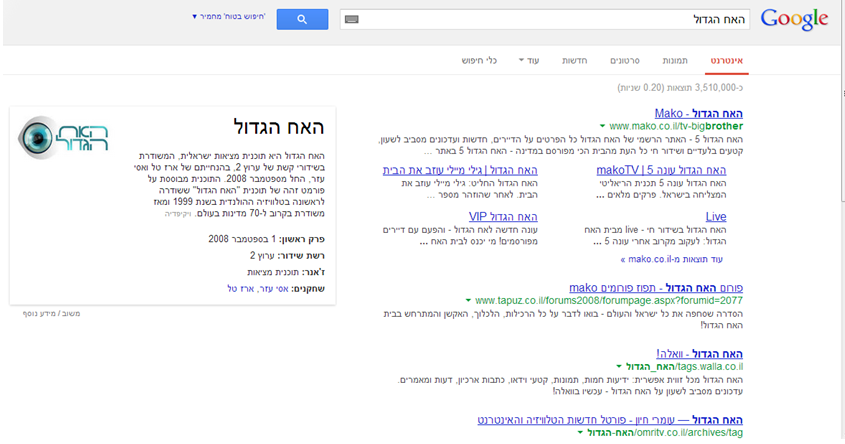 Google
האח הגדול
'חיפוש בטוח' מחמיר ▼
אינטרנט תמונות סרטונים חדשות עוד ▼ כלי חיפוש
כ-3,510,000 תוצאות (0.20 שניות)
האח הגדול - Mako
www.mako.co.il/tv-bigbrother ▼
האח הגדול 5 - האתר הרשמי של האח הגדול כל הפרטים על הדיירים, חדשות ועדכונים מסביב לשעון,
קטעים בלעדיים ושידור חי כל העת מהבית הכי מפורסם במדינה - האח הגדול 5 באתר ...
האח הגדול עונה 5 | makoTV
האח הגדול עונה 5 תכנית הריאליטי
המצליחה בישראל. פרקים מלאים ...
האח הגדול | גילי מיילי עוזב את הבית
האח הגדול החליט: גילי מיילי עוזב את
הבית. לאחר שהוזהר מספר ...
Live
האח הגדול בשידור חי - live מבית האח
הגדול: לעקוב מקרוב אחרי עונה 5 ...
האח הגדול VIP
עונה חדשה לאח הגדול - והפעם עם דיירים
מפורסמים! מי יכנס לבית האח ...
עוד תוצאות מ-mako.co.il »
פורום האח הגדול - תפוז פורומים mako
www.tapuz.co.il/forums2008/forumpage.aspx?forumid=2077 ▼
הסדרה שסחפה את כל ישראל והעולם - בואו לדבר על כל הרכילות, הלכלוך, האקשן והמתרחש בבית
האח הגדול!
האח הגדול - וואלה!
tags.walla.co.il/האח_הגדול ▼
האח הגדול מכל זווית אפשרית: ידיעות חמות, תמונות, קטעי וידאו, כתבות ארכיון, דעות ומאמרים.
עדכונים מסביב לשעון על האח הגדול - עכשיו בוואלה!
האח הגדול — עומרי חיון - פורטל חדשות הטלוויזיה והאינטרנט
omritv.co.il/archives/tag/האח-הגדול ▼
האח הגדול
האח
הגדול
האח הגדול היא תוכנית מציאות ישראלית, המשודרת
בשידורי קשת של ערוץ 2, בהנחייתם של ארז טל ואסי
עזר, החל מספטמבר 2008. התוכנית מבוססת על
פורמט זהה של תוכנית "האח הגדול" ששודרה
לראשונה בטלוויזיה ההולנדית בשנת 1999 ומאז
משודרת בקרוב ל-70 מדינות בעולם. ויקיפדיה
פרק ראשון: 1 בספטמבר 2008
רשת שידור: ערוץ 2
ז'אנר: תוכנית מציאות
שחקנים: אסי עזר, ארז טל
משוב / מידע נוסף